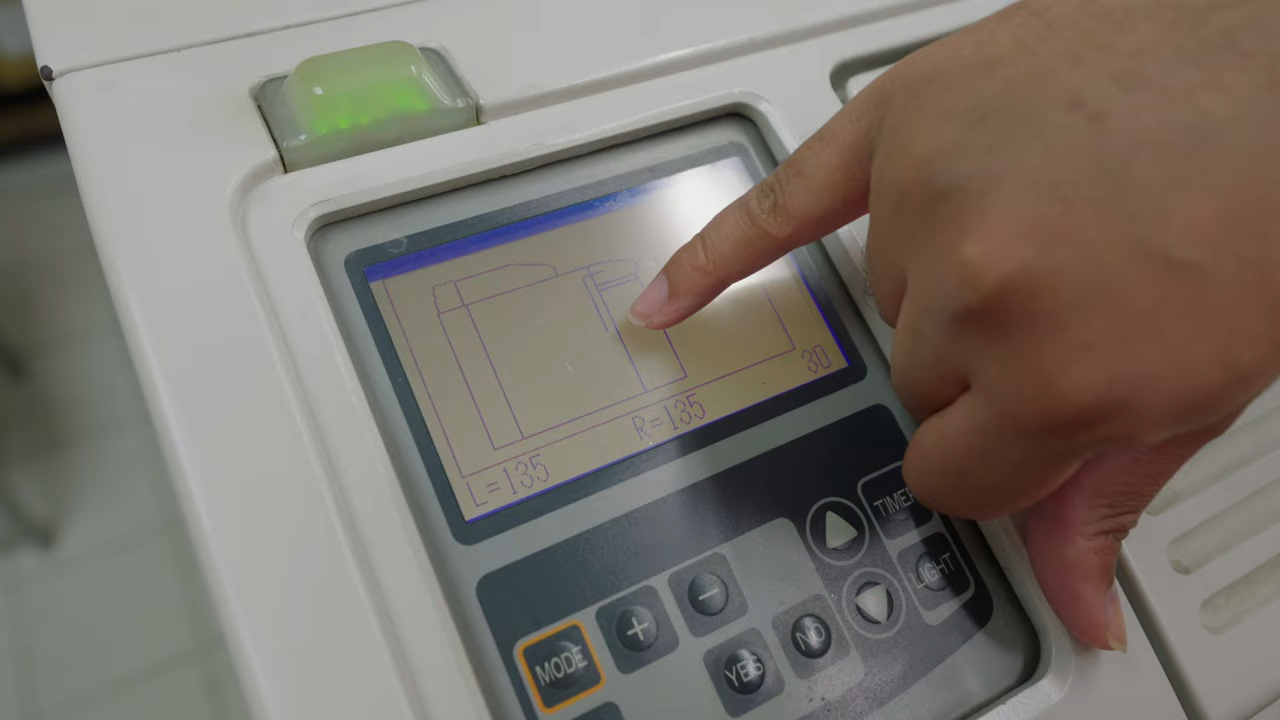 30
L=135 R=135
TIMER
LIGHT
MODE + −
YES NO